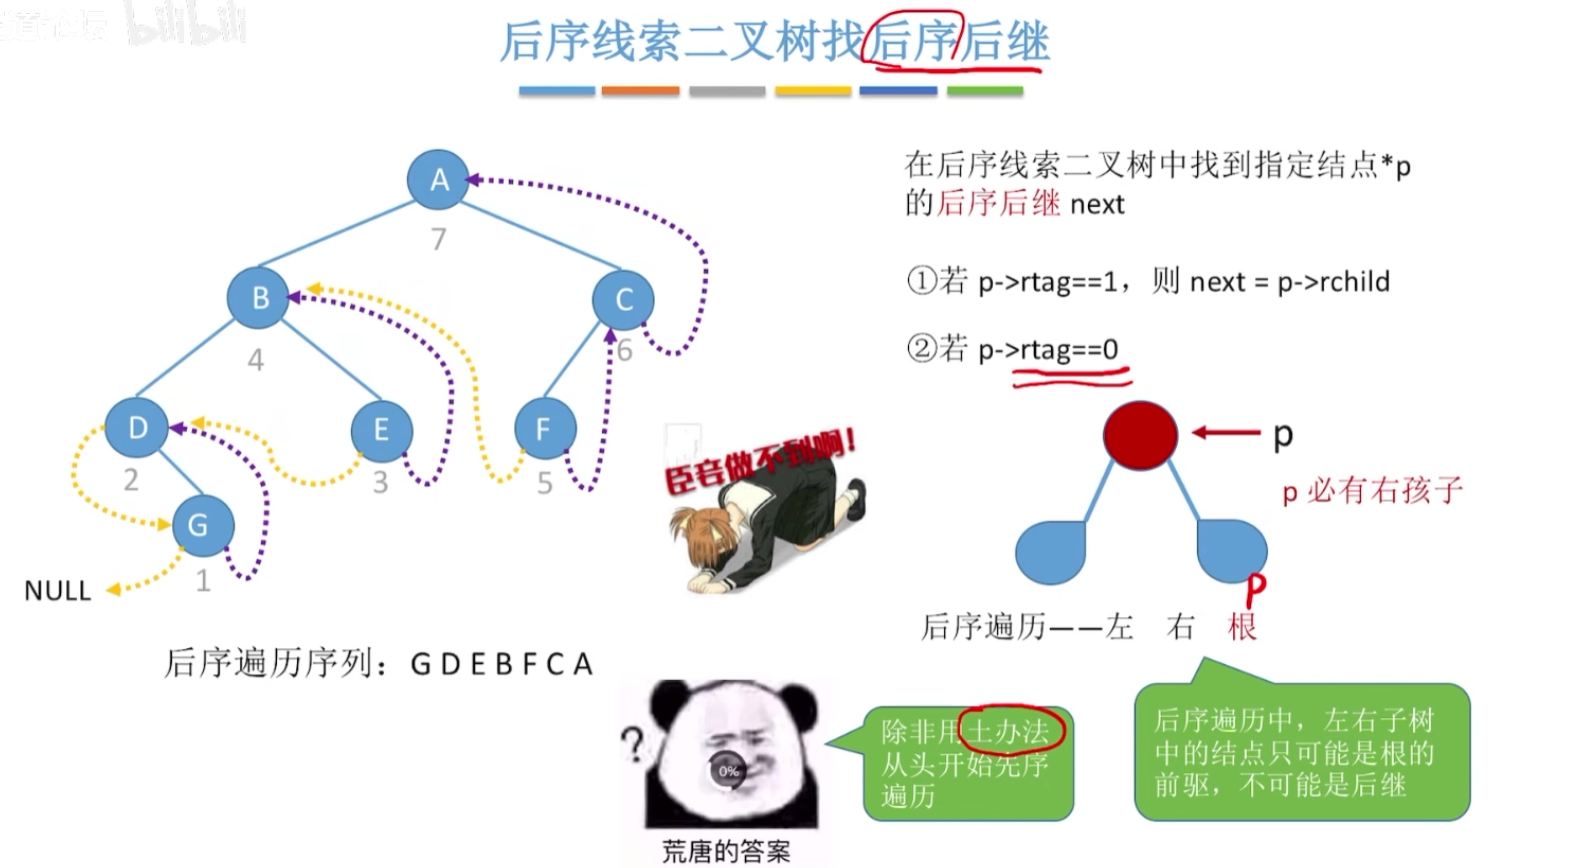 bilibili
后序线索二叉树找后序后继
A
7
B
C
4
6
D
E
F
2
3
5
G
1
NULL
后序遍历序列：G D E B F C A
在后序线索二叉树中找到指定结点*p
的后序后继 next
①若 p->rtag==1，则 next = p->rchild
②若 p->rtag==0
p
p 必有右孩子
p
后序遍历——左 右 根
臣妾做不到啊！
?
0%
荒唐的答案
除非用土办法
从头开始先序
遍历
后序遍历中，左右子树
中的结点只可能是根的
前驱，不可能是后继